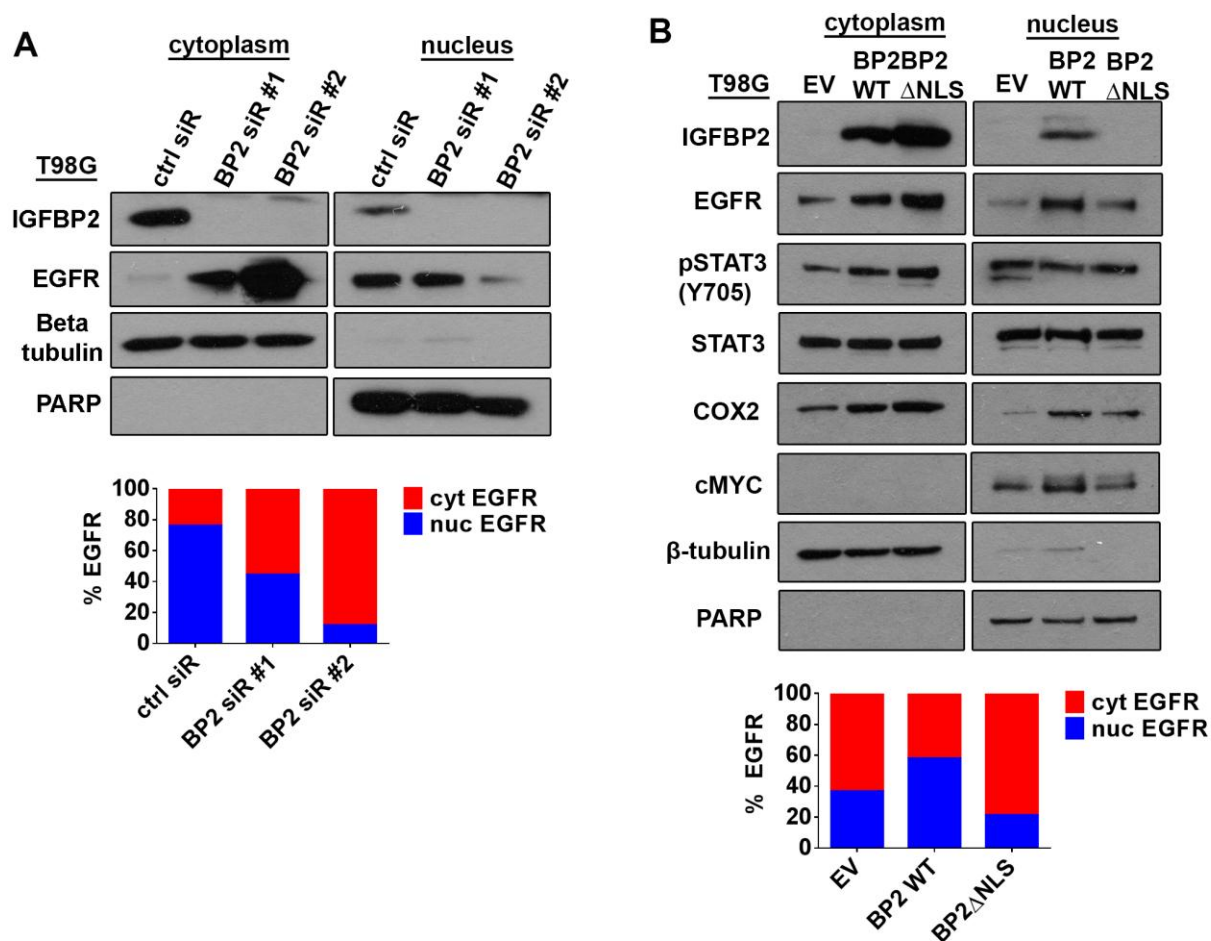 A
cytoplasm nucleus
T98G ctrl siR BP2 siR #1 BP2 siR #2 ctrl siR BP2 siR #1 BP2 siR #2
IGFBP2
EGFR
Beta
tubulin
PARP
100
80
60
40
20
0
% EGFR
cyt EGFR
nuc EGFR
ctrl siR BP2 siR #1 BP2 siR #2
B
cytoplasm nucleus
BP2 BP2 BP2 BP2
T98G EV WT ΔNLS EV WT ΔNLS
IGFBP2
EGFR
pSTAT3
(Y705)
STAT3
COX2
cMYC
β-tubulin
PARP
100
80
60
40
20
0
% EGFR
cyt EGFR
nuc EGFR
EV BP2 WT BP2ΔNLS